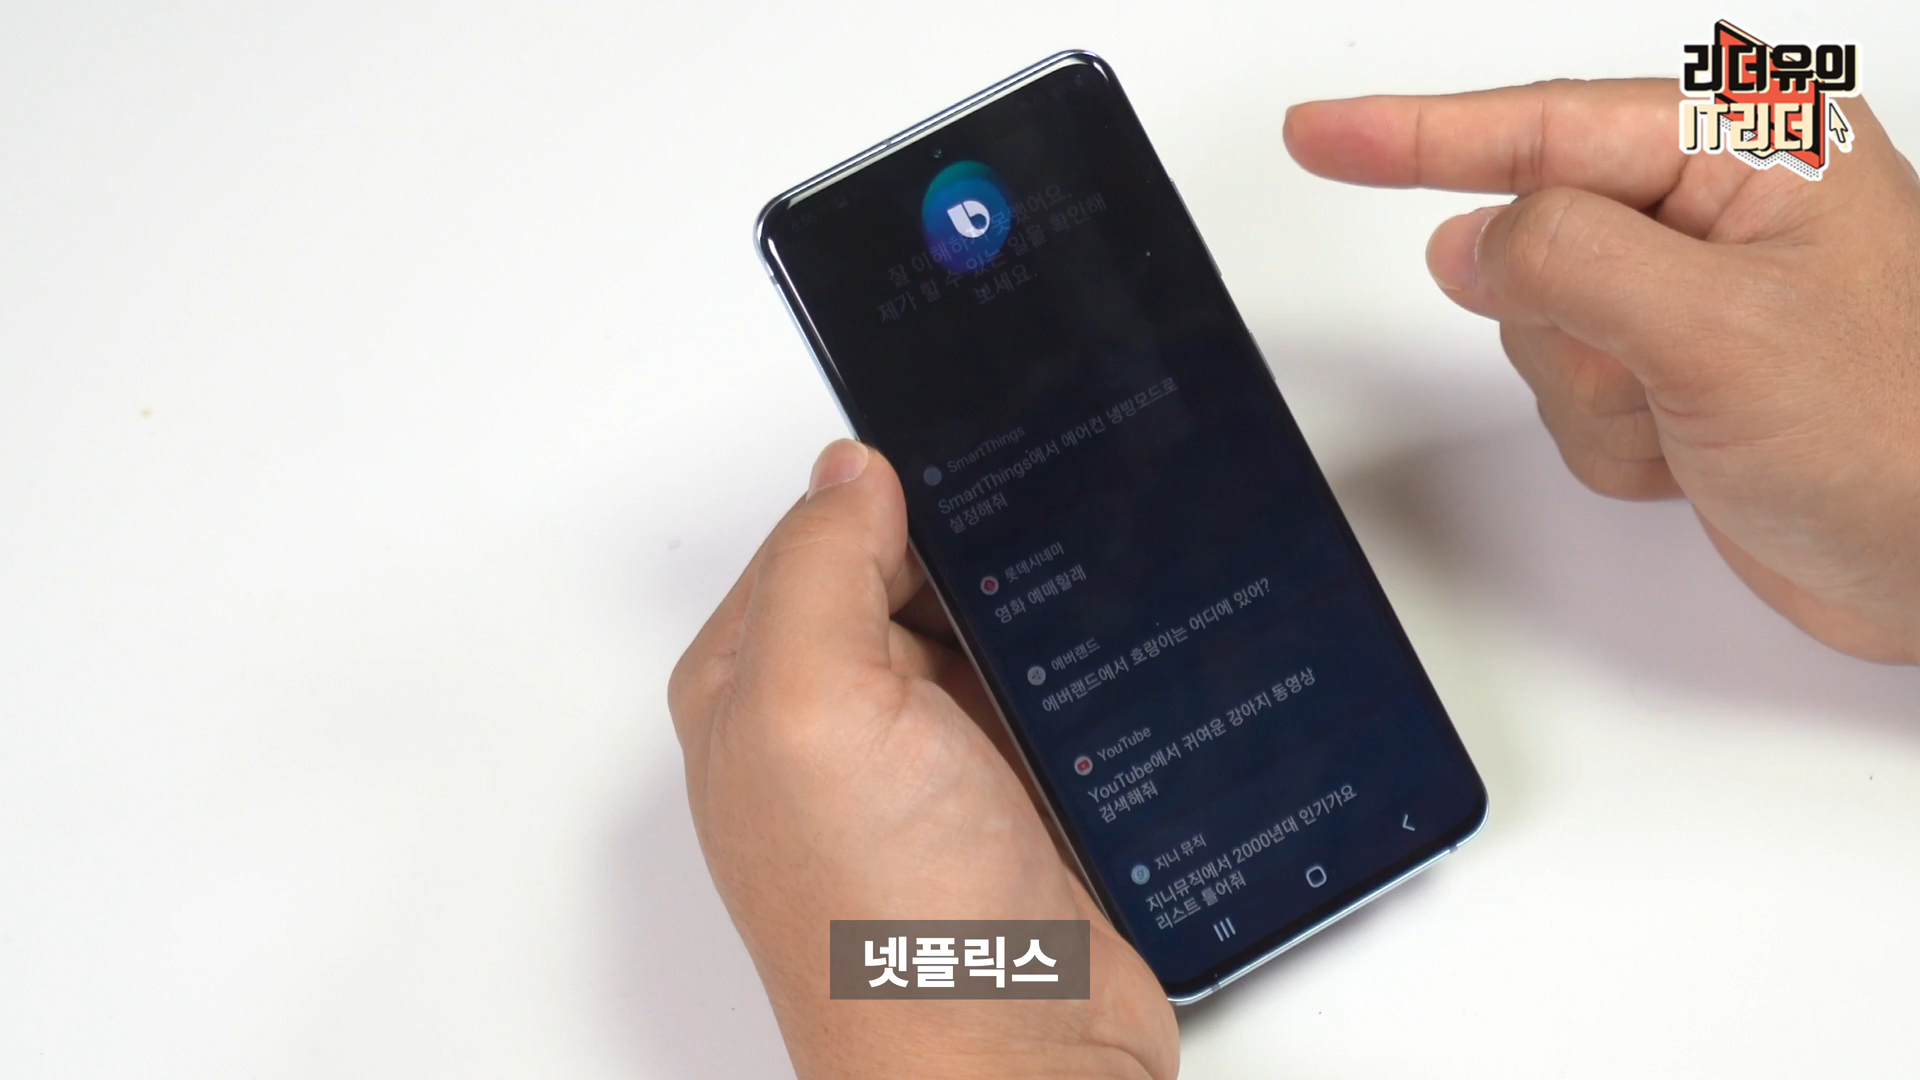 리더유의
IT리더
잘 이해하지 못했어요.
제가 할 수 있는 일을 확인해
보세요.
SmartThings
SmartThings에서 에어컨 냉방모드로
설정해줘
롯데시네마
영화 예매할래
에버랜드
에버랜드에서 호랑이는 어디에 있어?
YouTube
YouTube에서 귀여운 강아지 동영상
검색해줘
지니 뮤직
지니뮤직에서 2000년대 인기가요
리스트 틀어줘
넷플릭스